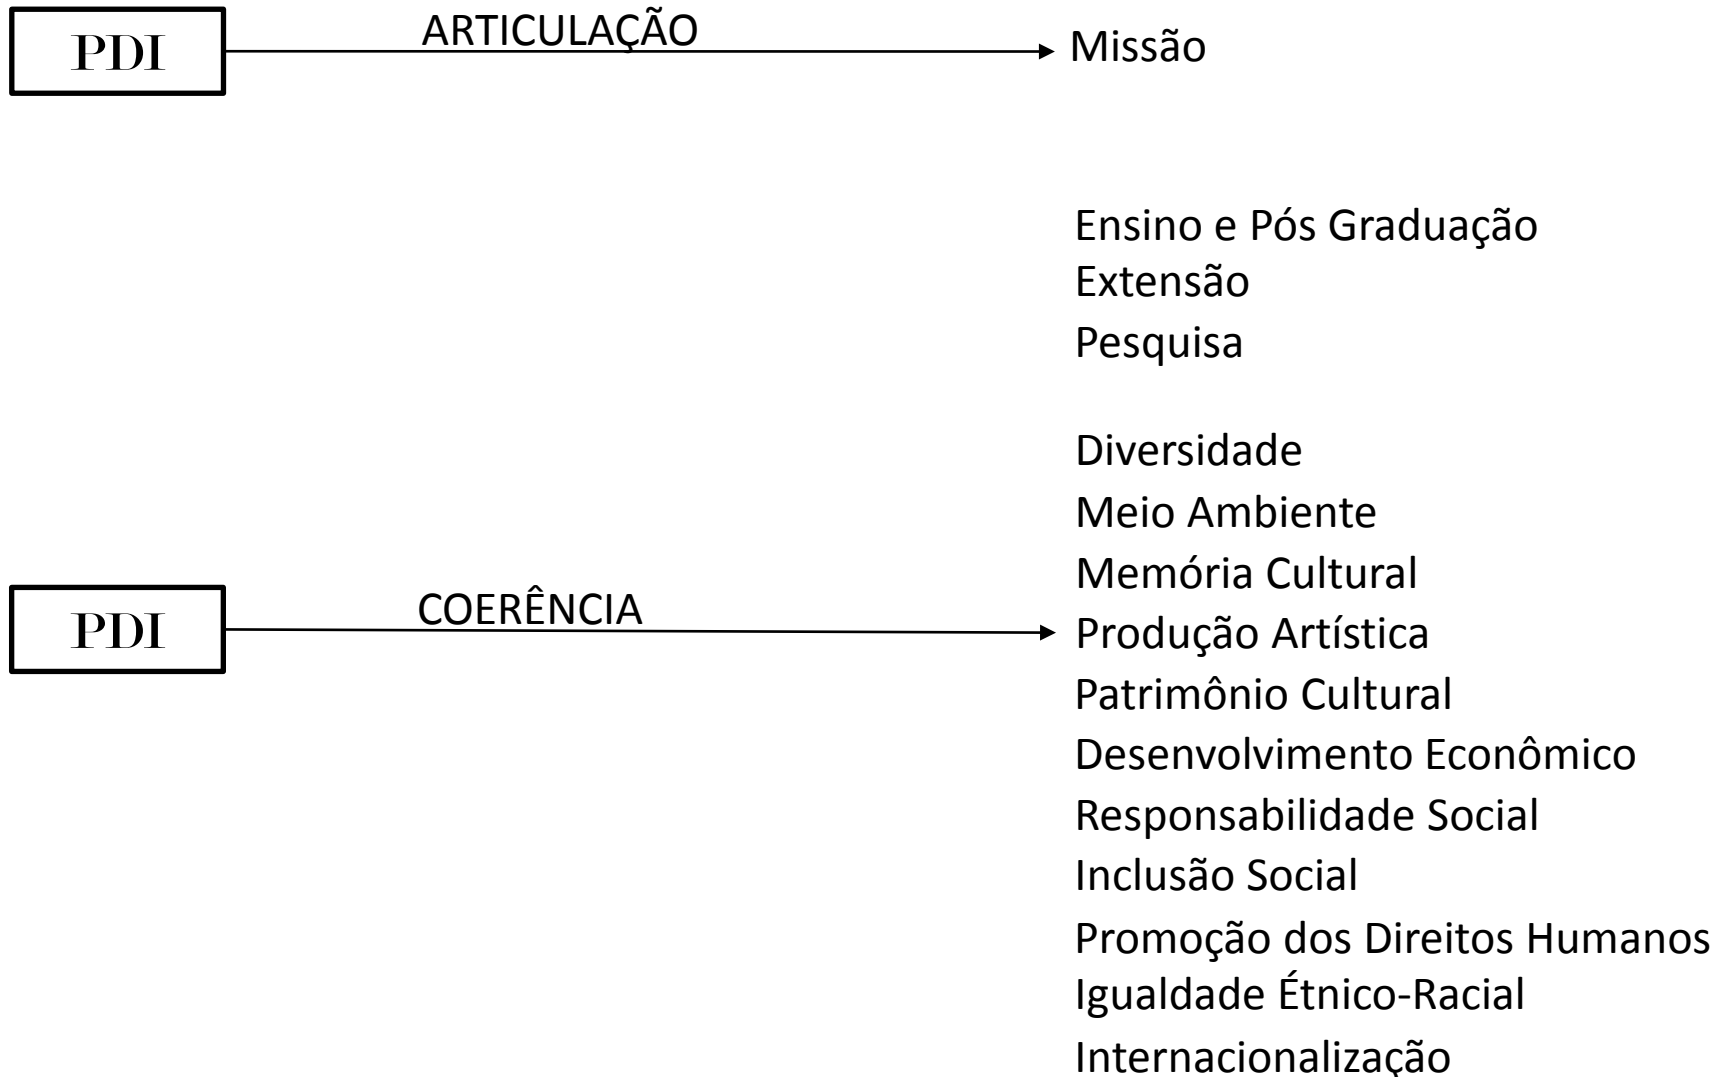 PDI ARTICULAÇÃO Missão
Ensino e Pós Graduação
Extensão
Pesquisa
Diversidade
Meio Ambiente
Memória Cultural
PDI COERÊNCIA Produção Artística
Patrimônio Cultural
Desenvolvimento Econômico
Responsabilidade Social
Inclusão Social
Promoção dos Direitos Humanos
Igualdade Étnico-Racial
Internacionalização